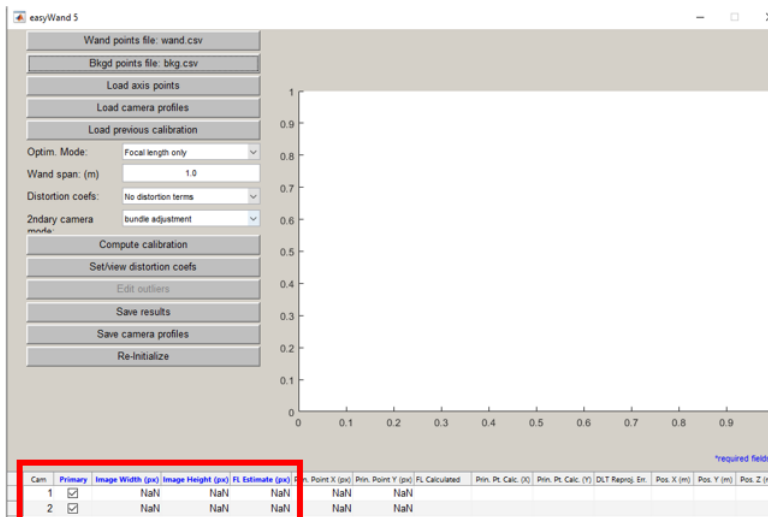 easyWand 5
Wand points file: wand.csv
Bkgd points file: bkg.csv
Load axis points
Load camera profiles
Load previous calibration
Optim. Mode: Focal length only
Wand span: (m) 1.0
Distortion coefs: No distortion terms
2ndary camera mode: bundle adjustment
Compute calibration
Set/view distortion coefs
Edit outliers
Save results
Save camera profiles
Re-Initialize
1
0.9
0.8
0.7
0.6
0.5
0.4
0.3
0.2
0.1
0
0 0.1 0.2 0.3 0.4 0.5 0.6 0.7 0.8 0.9
*required fields
Cam Primary Image Width (px) Image Height (px) FL Estimate (px) Prin. Point X (px) Prin. Point Y (px) FL Calculated Prin. Pt. Calc. (X) Prin. Pt. Calc. (Y) DLT Reproj. Err. Pos. X (m) Pos. Y (m) Pos. Z
1 NaN NaN NaN NaN NaN
2 NaN NaN NaN NaN NaN